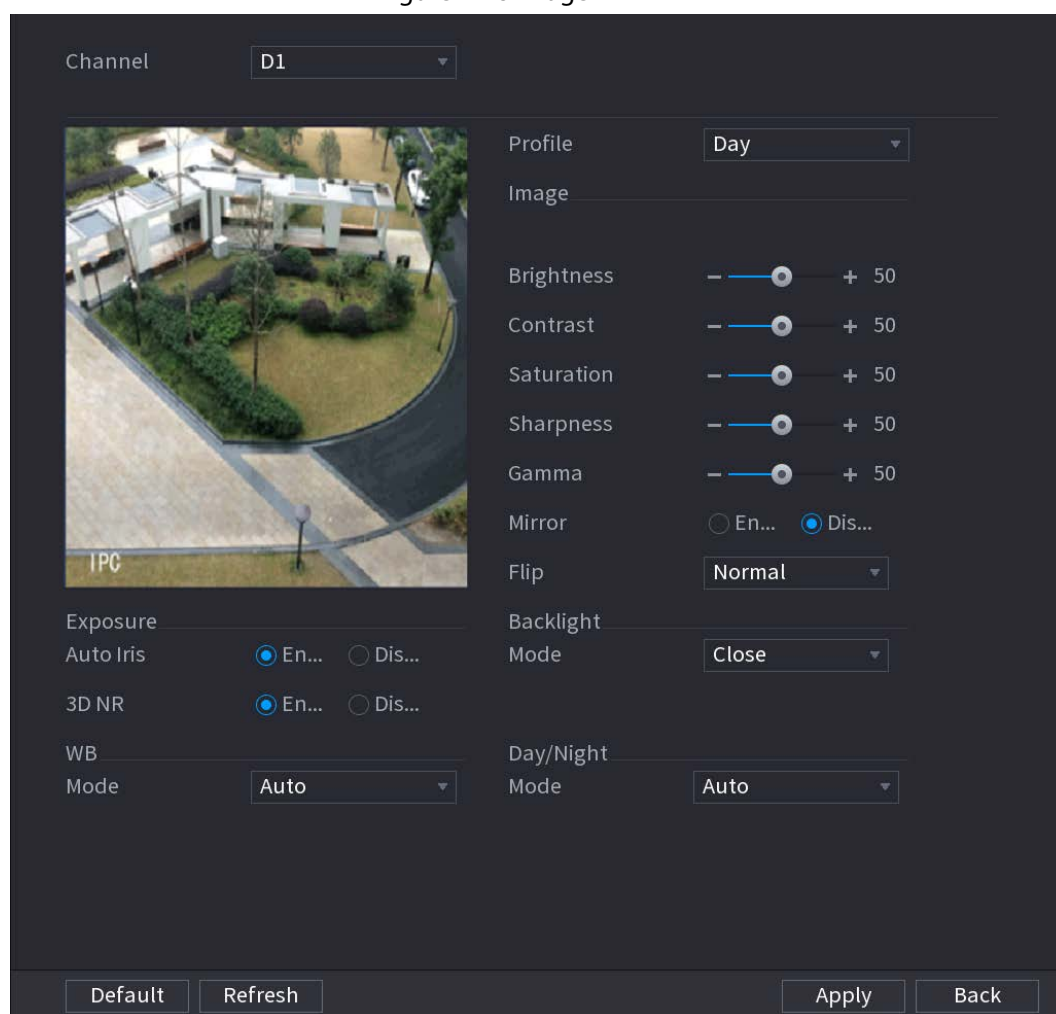 Channel D1
Profile Day
Image
Brightness - + 50
Contrast - + 50
Saturation - + 50
Sharpness - + 50
Gamma - + 50
Mirror En... Dis...
IPC
Flip Normal
Exposure
Auto Iris En... Dis...
3D NR En... Dis...
Backlight
Mode Close
WB
Mode Auto
Day/Night
Mode Auto
Default Refresh Apply Back